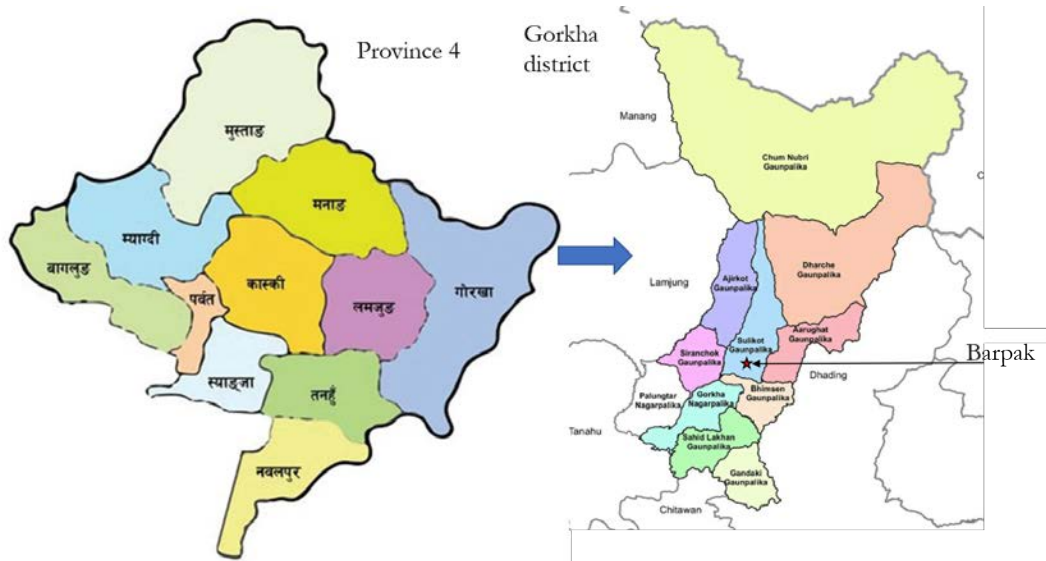 Province 4
मुस्ताङ
मनाङ
म्याग्दी
बागलुङ
पर्वत
कास्की
लमजुङ
गोरखा
स्याङ्जा
तनहुँ
नवलपुर
Gorkha
district
Manang
Chum Nubri
Gaunpalika
Dharche
Gaunpalika
Lamjung
Ajirkot
Gaunpalika
Sulikot
Gaunpalika
Aarughat
Gaunpalika
Siranchok
Gaunpalika
Barpak
Dhading
Bhimsen
Gaunpalika
Palungtar
Nagarpalika
Gorkha
Nagarpalika
Tanahu
Sahid Lakhan
Gaunpalika
Gandaki
Gaunpalika
Chitawan